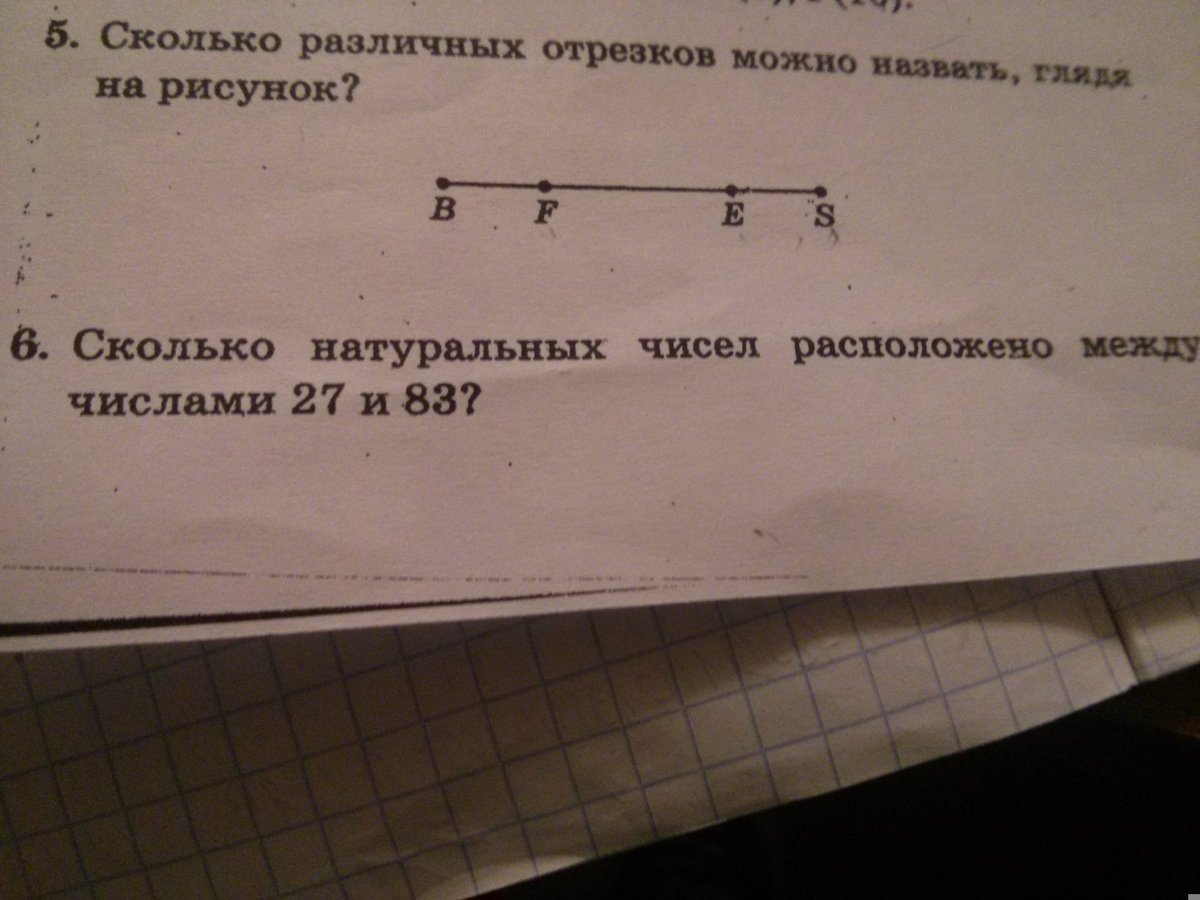 5. Сколько различных отрезков можно назвать, глядя
на рисунок?
B F E S
6. Сколько натуральных чисел расположено между
числами 27 и 83?